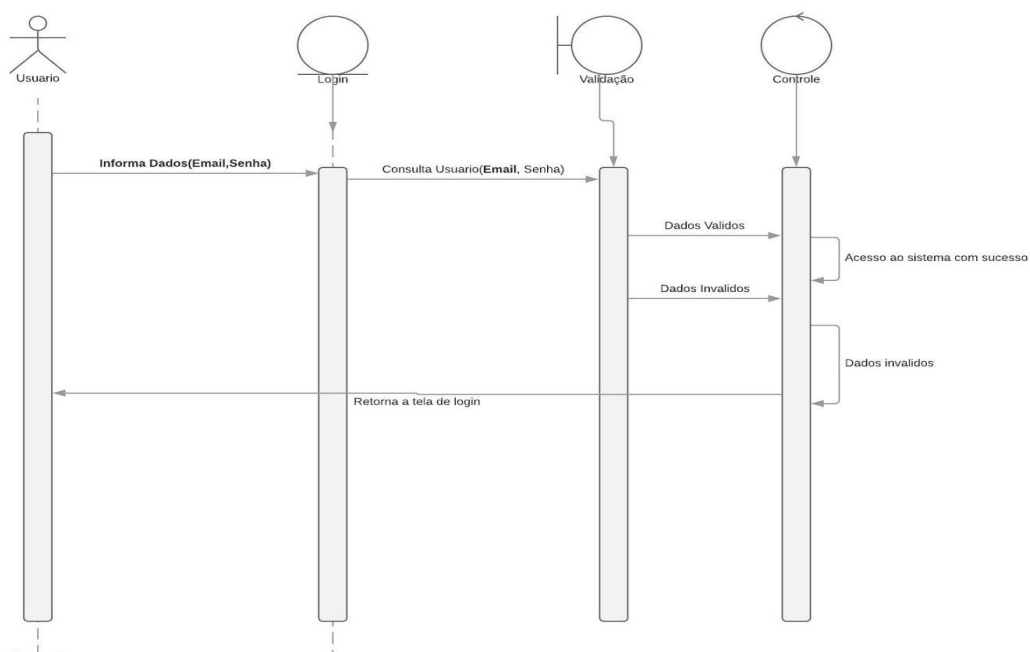 Usuario
Login
Validação
Controle
Informa Dados(Email,Senha)
Consulta Usuario(Email, Senha)
Dados Validos
Acesso ao sistema com sucesso
Dados Invalidos
Dados invalidos
Retorna a tela de login